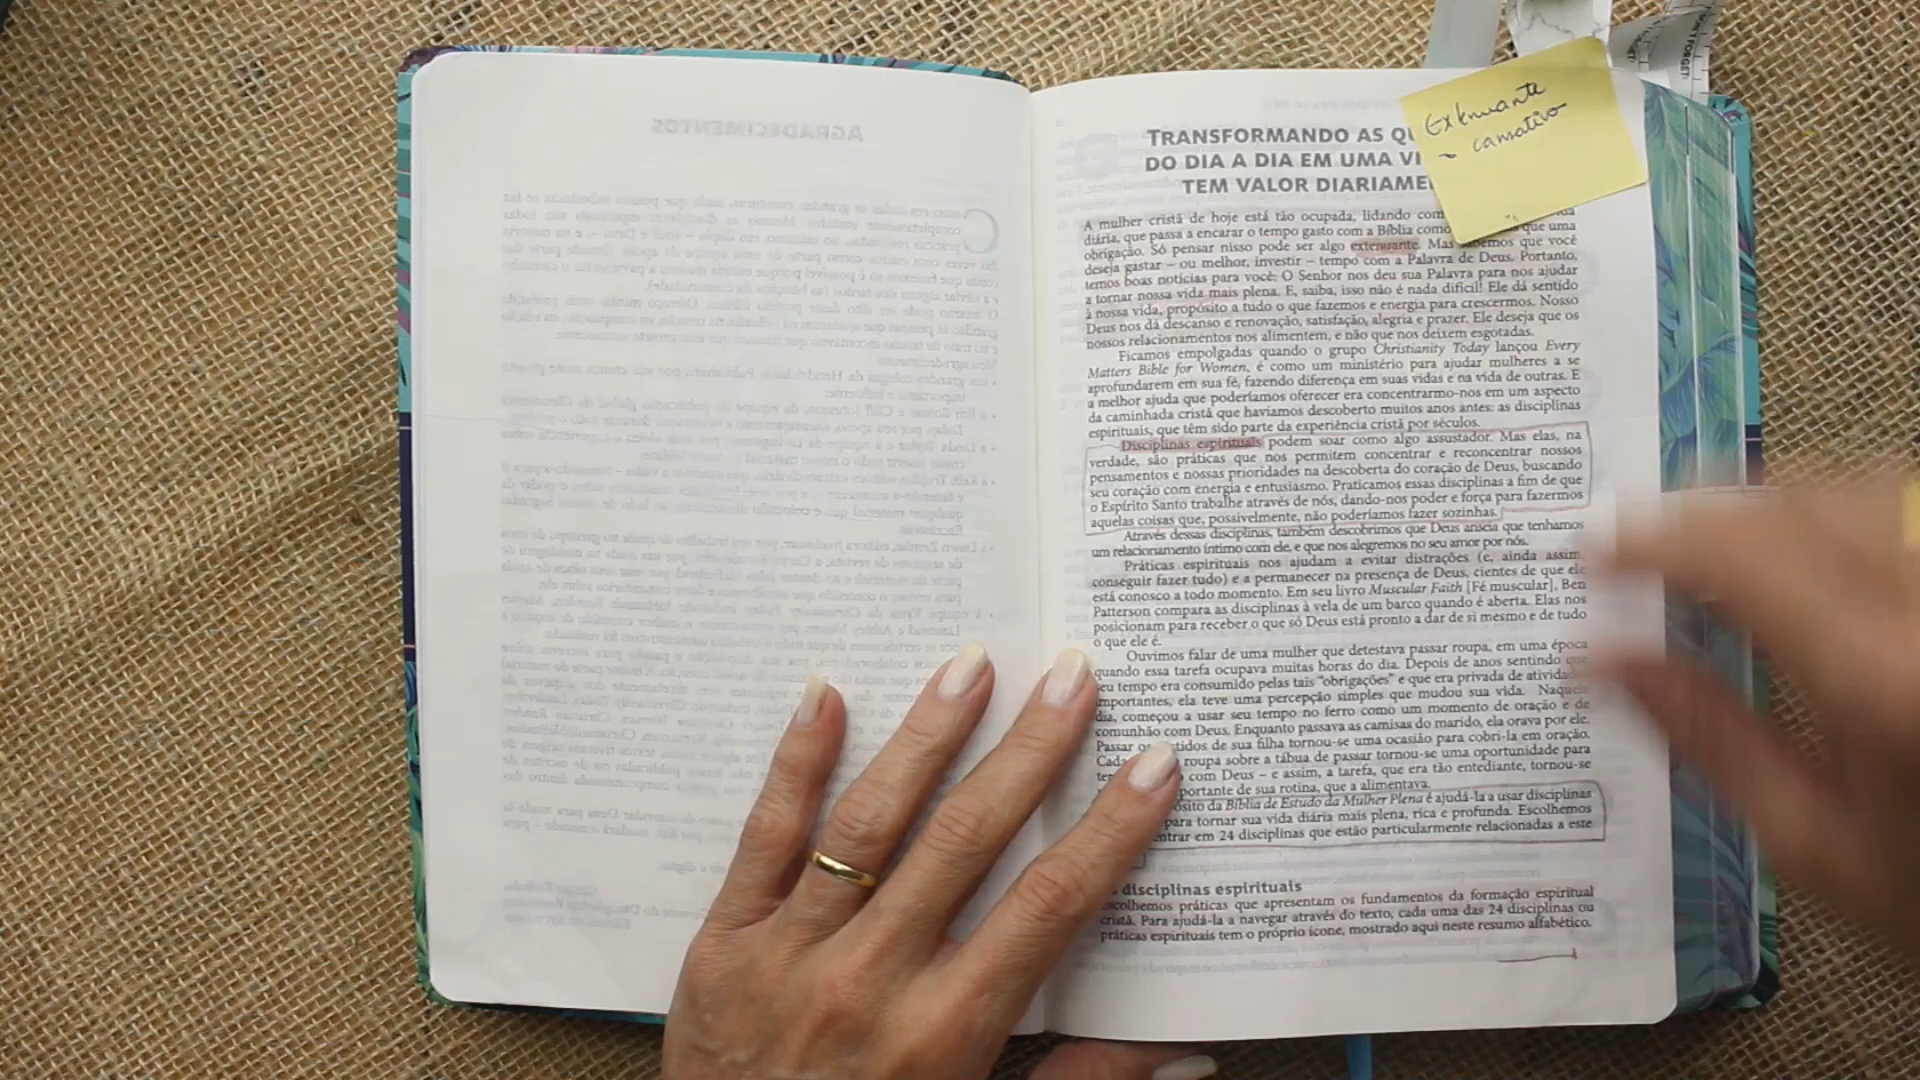 DON'T FORGET!
Extenuante
~ cansativo
TRANSFORMANDO AS
DO DIA A DIA EM UMA
TEM VALOR
A mulher cristã de hoje está tão ocupada, lidando com
diária, que passa a encarar o tempo gasto com a Bíblia como que uma
obrigação. Só pensar nisso pode ser algo extenuante. Mas sabemos que você
deseja gastar – ou melhor, investir – tempo com a Palavra de Deus. Portanto,
temos boas notícias para você: O Senhor nos deu sua Palavra para nos ajudar
a tornar nossa vida mais plena. E, saiba, isso não é nada difícil! Ele dá sentido
à nossa vida, propósito a tudo o que fazemos e energia para crescermos. Nosso
Deus nos dá descanso e renovação, satisfação, alegria e prazer. Ele deseja que os
nossos relacionamentos nos alimentem, e não que nos deixem esgotadas.
Ficamos empolgadas quando o grupo Christianity Today lançou Every
Matters Bible for Women, é como um ministério para ajudar mulheres a se
aprofundarem em sua fé, fazendo diferença em suas vidas e na vida de outras. E
a melhor ajuda que poderíamos oferecer era concentrarmo-nos em um aspecto
da caminhada cristã que havíamos descoberto muitos anos antes: as disciplinas
espirituais, que têm sido parte da experiência cristã por séculos.
Disciplinas espirituais podem soar como algo assustador. Mas elas, na
verdade, são práticas que nos permitem concentrar e reconcentrar nossos
pensamentos e nossas prioridades na descoberta do coração de Deus, buscando
seu coração com energia e entusiasmo. Praticamos essas disciplinas a fim de que
o Espírito Santo trabalhe através de nós, dando-nos poder e força para fazermos
aquelas coisas que, possivelmente, não poderíamos fazer sozinhas.
Através dessas disciplinas, também descobrimos que Deus anseia que tenhamos
um relacionamento íntimo com ele, e que nos alegremos no seu amor por nós.
Práticas espirituais nos ajudam a evitar distrações (e, ainda assim,
conseguir fazer tudo) e a permanecer na presença de Deus, cientes de que ele
está conosco a todo momento. Em seu livro Muscular Faith [Fé muscular], Ben
Patterson compara as disciplinas à vela de um barco quando é aberta. Elas nos
posicionam para receber o que só Deus está pronto a dar de si mesmo e de tudo
o que ele é.
Ouvimos falar de uma mulher que detestava passar roupa, em uma época
quando essa tarefa ocupava muitas horas do dia. Depois de anos sentindo que
seu tempo era consumido pelas tais "obrigações" e que era privada de atividades
importantes, ela teve uma percepção simples que mudou sua vida. Naquele
dia, começou a usar seu tempo no ferro como um momento de oração e de
comunhão com Deus. Enquanto passava as camisas do marido, ela orava por ele.
Passar os tidos de sua filha tornou-se uma ocasião para cobri-la em oração.
Cada roupa sobre a tábua de passar tornou-se uma oportunidade para
com Deus – e assim, a tarefa, que era tão entediante, tornou-se
portante de sua rotina, que a alimentava.
ósito da Bíblia de Estudo da Mulher Plena é ajudá-la a usar disciplinas
para tornar sua vida diária mais plena, rica e profunda. Escolhemos
entrar em 24 disciplinas que estão particularmente relacionadas a este
disciplinas espirituais
Escolhemos práticas que apresentam os fundamentos da formação espiritual
cristã. Para ajudá-la a navegar através do texto, cada uma das 24 disciplinas ou
práticas espirituais tem o próprio ícone, mostrado aqui neste resumo alfabético.